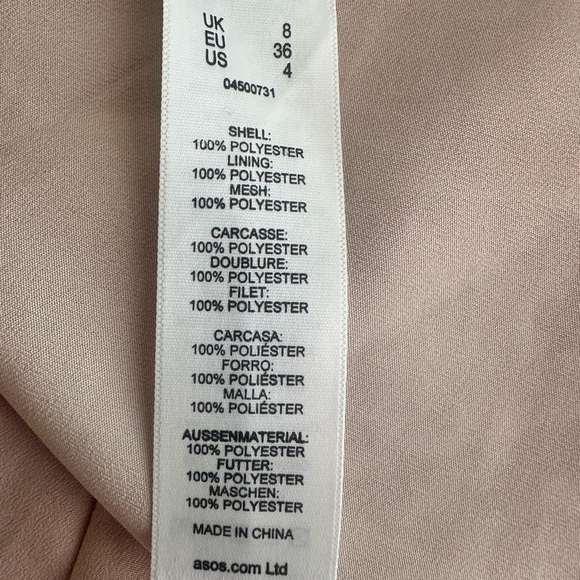 UK 8
EU 36
US 4
04500731
SHELL:
100% POLYESTER
LINING:
100% POLYESTER
MESH:
100% POLYESTER
CARCASSE:
100% POLYESTER
DOUBLURE:
100% POLYESTER
FILET:
100% POLYESTER
CARCASA:
100% POLIÉSTER
FORRO:
100% POLIÉSTER
MALLA:
100% POLIÉSTER
AUSSENMATERIAL:
100% POLYESTER
FUTTER:
100% POLYESTER
MASCHEN:
100% POLYESTER
MADE IN CHINA
asos.com Ltd